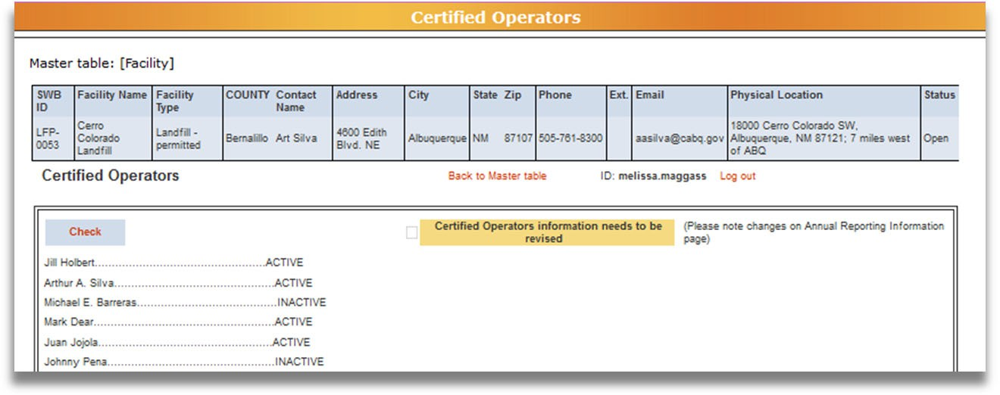 Certified Operators
Master table: [Facility]
SWB ID Facility Name Facility Type COUNTY Contact Name Address City State Zip Phone Ext. Email Physical Location Status
LFP-0053 Cerro Colorado Landfill Landfill - permitted Bernalillo Art Silva 4600 Edith Blvd. NE Albuquerque NM 87107 505-761-8300 aasilva@cabq.gov 18000 Cerro Colorado SW, Albuquerque, NM 87121; 7 miles west of ABQ Open
Certified Operators Back to Master table ID: melissa.maggass Log out
Check Certified Operators information needs to be revised (Please note changes on Annual Reporting Information page)
Jill Holbert..................................................ACTIVE
Arthur A. Silva...............................................ACTIVE
Michael E. Barreras.........................................INACTIVE
Mark Dear.....................................................ACTIVE
Juan Jojola...................................................ACTIVE
Johnny Pena.................................................INACTIVE